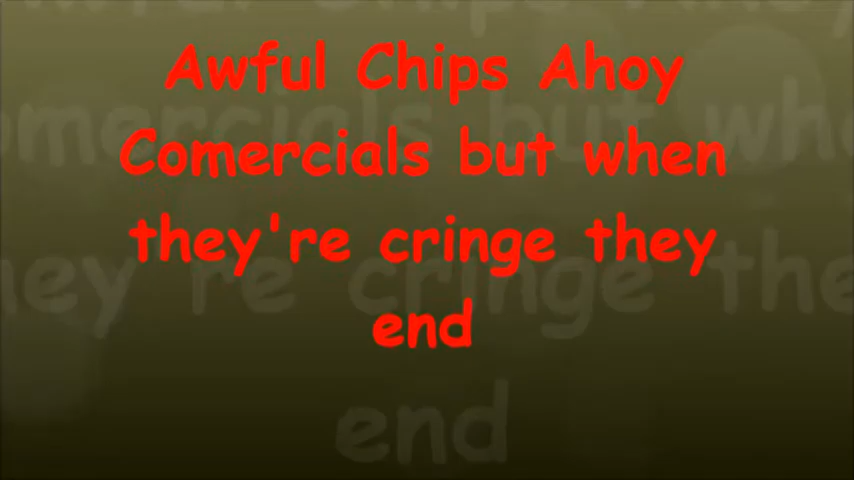 Awful Chips Ahoy
Comercials but when
they're cringe they
end